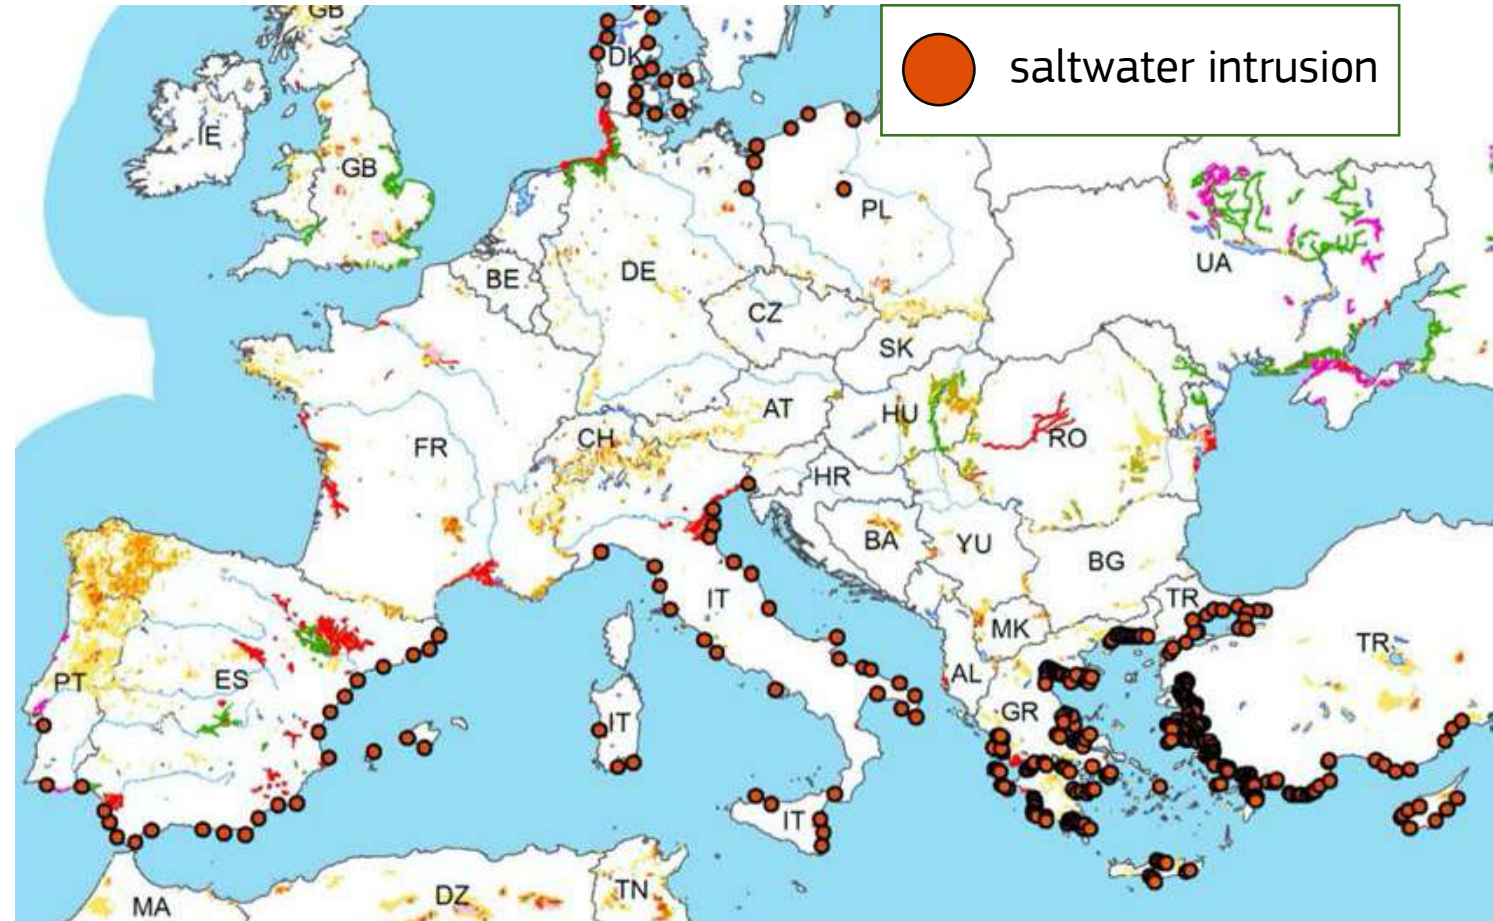 GB
saltwater intrusion
DK
IE
GB
PL
UA
BE
DE
CZ
SK
AT
HU
CH
RO
FR
HR
BA
YU
BG
IT
TR
MK
TR
AL
PT
ES
IT
GR
IT
MA
DZ
TN